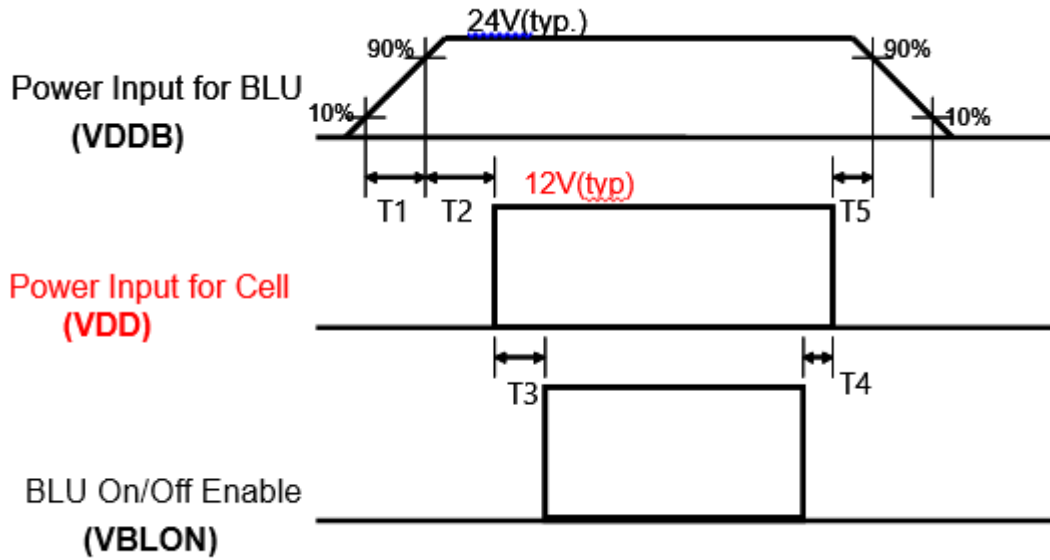 24V(typ.)
90%
90%
Power Input for BLU
(VDDB)
10%
10%
T1
T2
12V(typ)
T5
Power Input for Cell
(VDD)
T3
T4
BLU On/Off Enable
(VBLON)